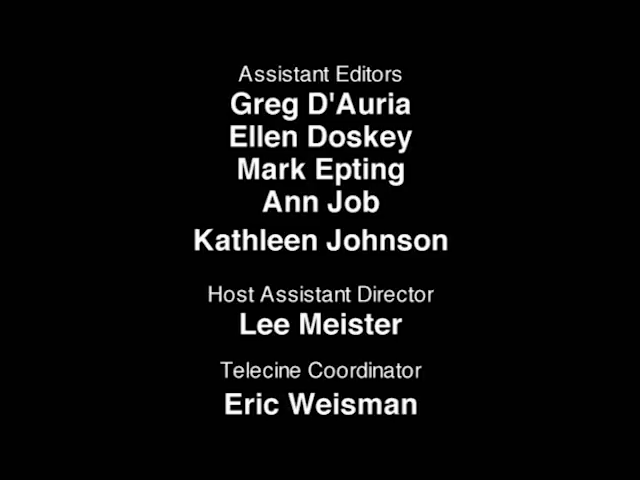 Assistant Editors
Greg D'Auria
Ellen Doskey
Mark Epting
Ann Job
Kathleen Johnson
Host Assistant Director
Lee Meister
Telecine Coordinator
Eric Weisman